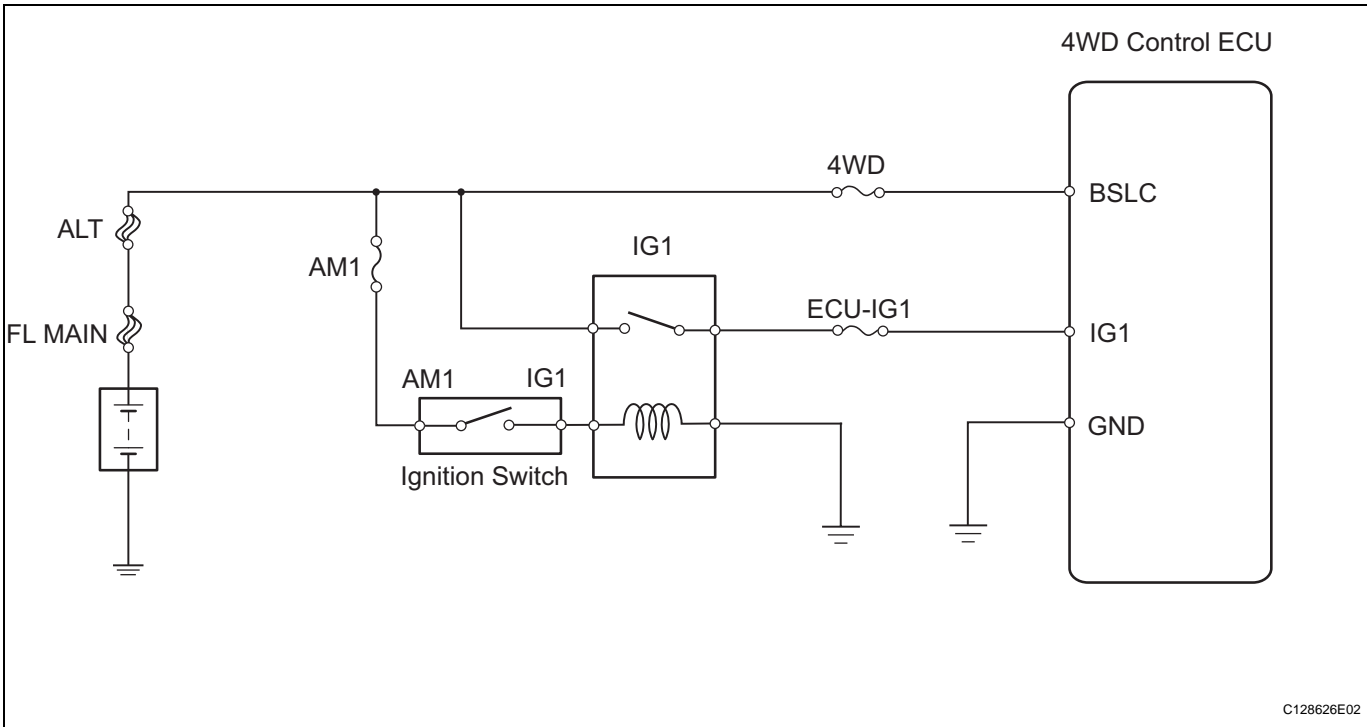 4WD Control ECU
4WD
BSLC
ALT
IG1
AM1
ECU-IG1
IG1
FL MAIN
AM1
IG1
GND
Ignition Switch
C128626E02